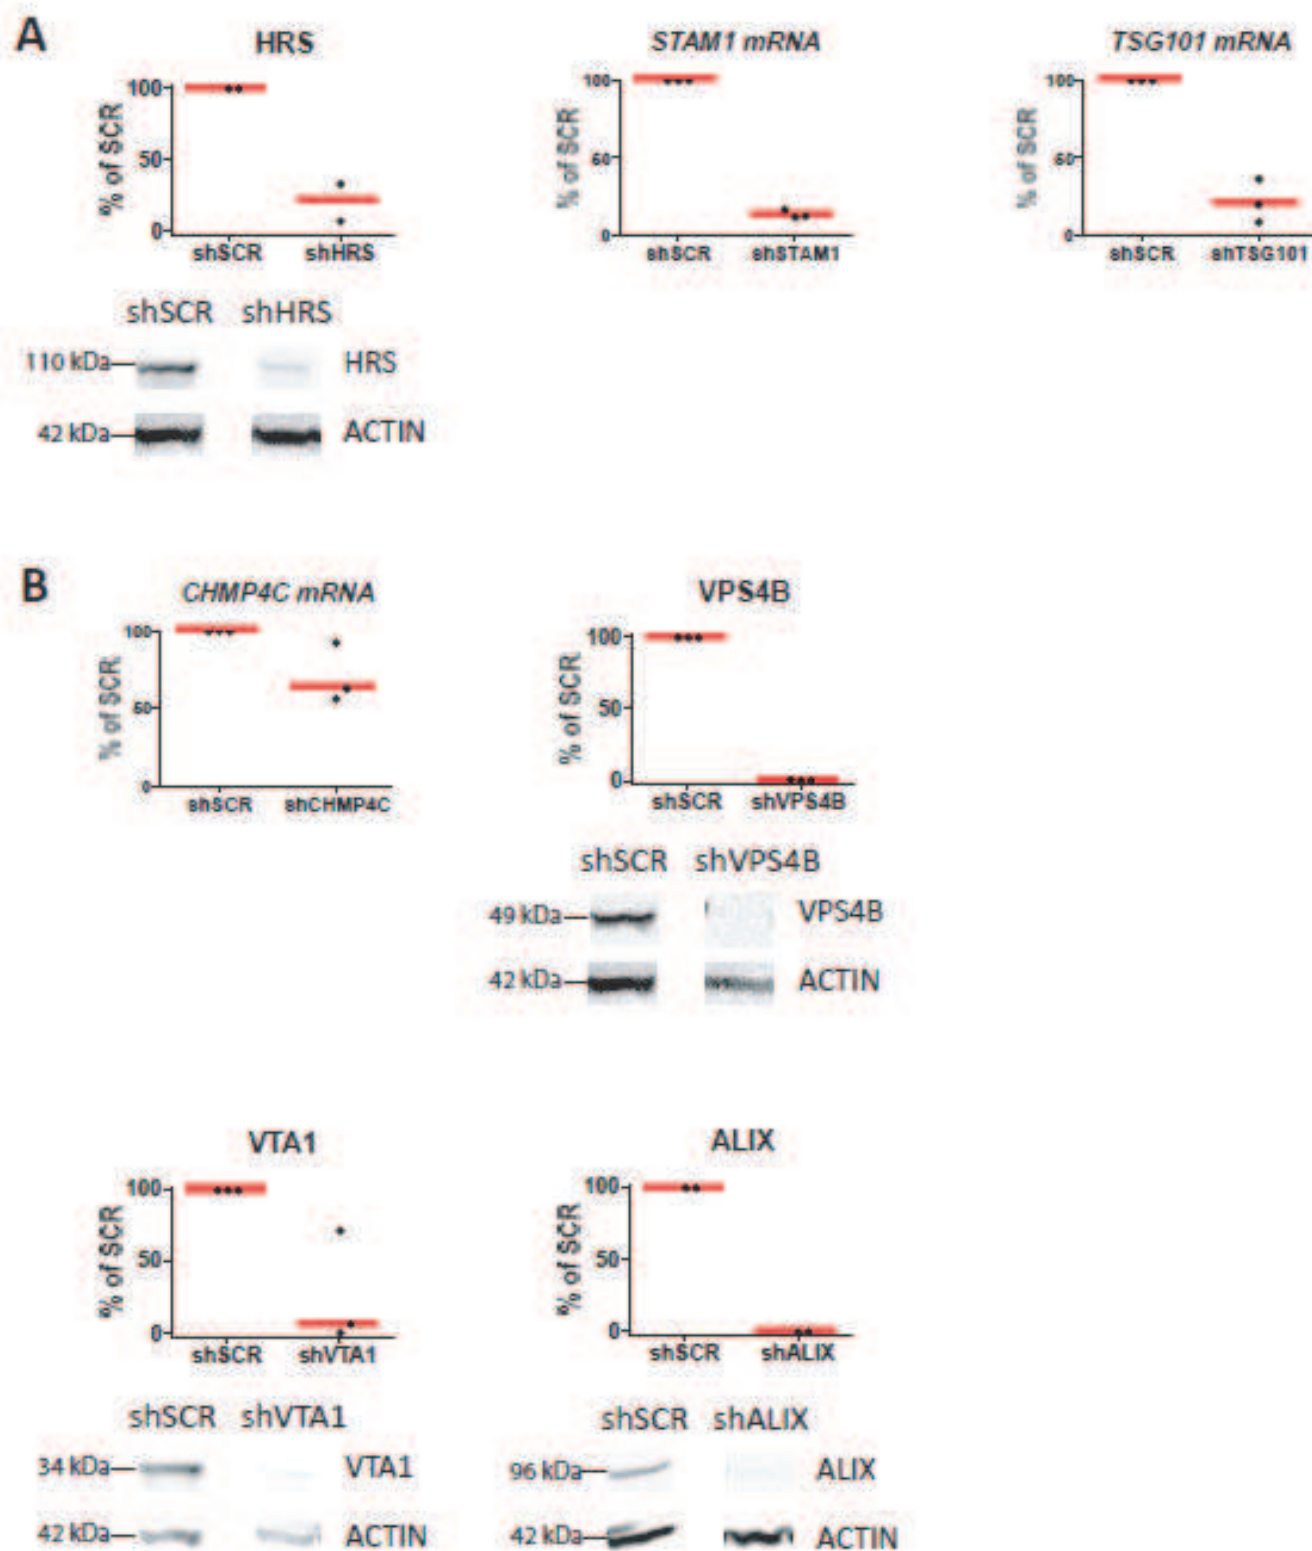 A
HRS
100
50
0
% of SCR
shSCR shHRS
STAM1 mRNA
100
50
0
% of SCR
shSCR shSTAM1
TSG101 mRNA
100
50
0
% of SCR
shSCR shTSG101
shSCR shHRS
110 kDa HRS
42 kDa ACTIN
B
CHMP4C mRNA
100
50
0
% of SCR
shSCR shCHMP4C
VPS4B
100
50
0
% of SCR
shSCR shVPS4B
shSCR shVPS4B
49 kDa VPS4B
42 kDa ACTIN
VTA1
100
50
0
% of SCR
shSCR shVTA1
shSCR shVTA1
34 kDa VTA1
42 kDa ACTIN
ALIX
100
50
0
% of SCR
shSCR shALIX
shSCR shALIX
96 kDa ALIX
42 kDa ACTIN